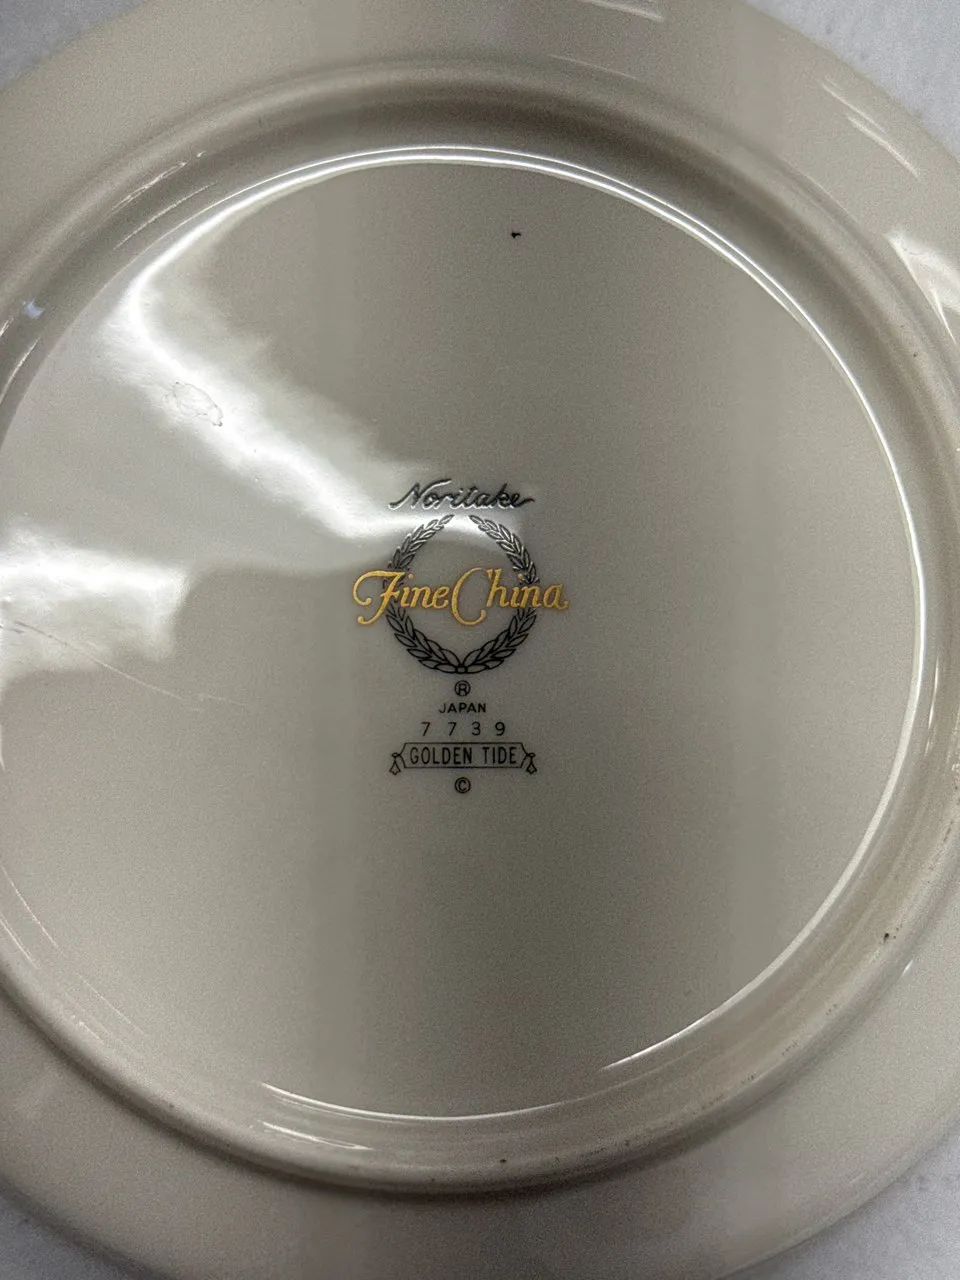 Noritake
Fine China
®
JAPAN
7739
GOLDEN TIDE
©